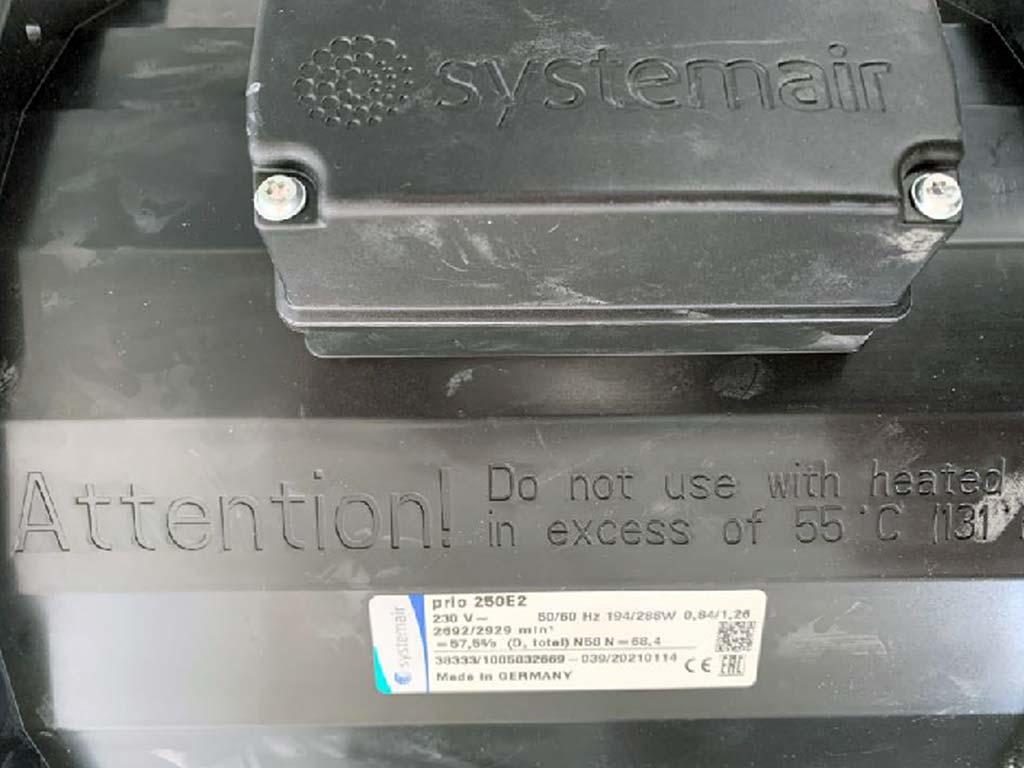 systemair
Attention!
Do not use with heated
in excess of 55°C /131°
systemair
prio 250E2
230 V~ 50/60 Hz 194/288W 0,84/1,26
2692/2929 min⁻¹
=57,5% (D, total) N58 N=68,4
38333/1005832669-039/20210114
CE EAC
Made in GERMANY